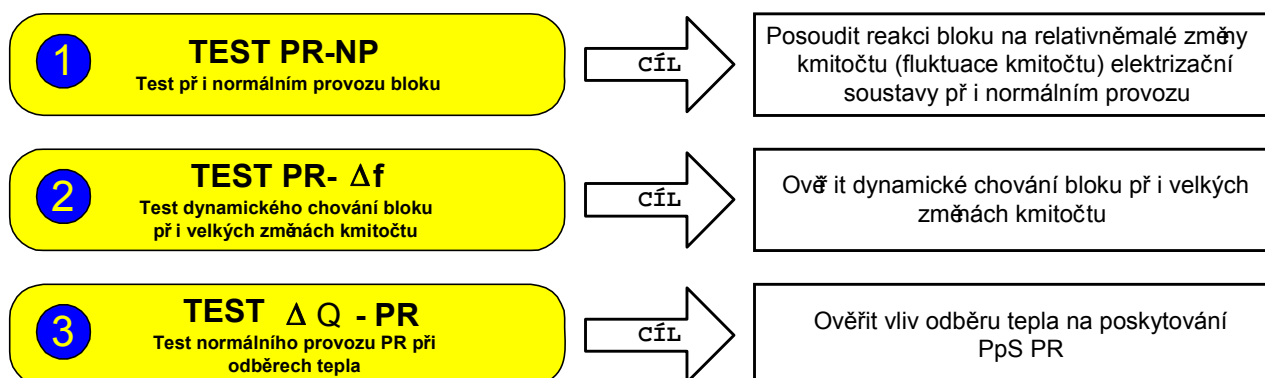 1
TEST PR-NP
Test př i normálním provozu bloku
CÍL
Posoudit reakci bloku na relativněmalé změny
kmitočtu (fluktuace kmitočtu) elektrizační
soustavy př i normálním provozu
2
TEST PR- Δf
Test dynamického chování bloku
př i velkých změnách kmitočtu
CÍL
Ověř it dynamické chování bloku př i velkých
změnách kmitočtu
3
TEST Δ Q - PR
Test normálního provozu PR při
odběrech tepla
CÍL
Ověřit vliv odběru tepla na poskytování
PpS PR